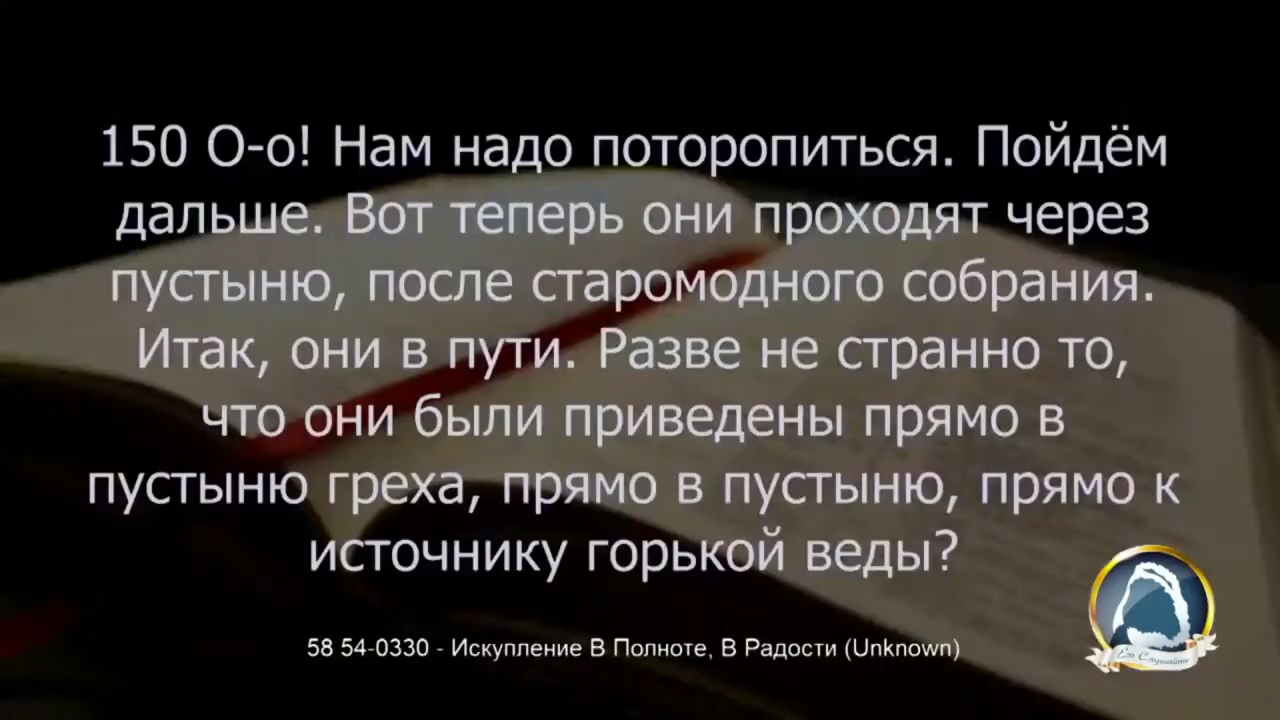 150 О-о! Нам надо поторопиться. Пойдём
дальше. Вот теперь они проходят через
пустыню, после старомодного собрания.
Итак, они в пути. Разве не странно то,
что они были приведены прямо в
пустыню греха, прямо в пустыню, прямо к
источнику горькой веды?
58 54-0330 - Искупление В Полноте, В Радости (Unknown)
Его Слушайте